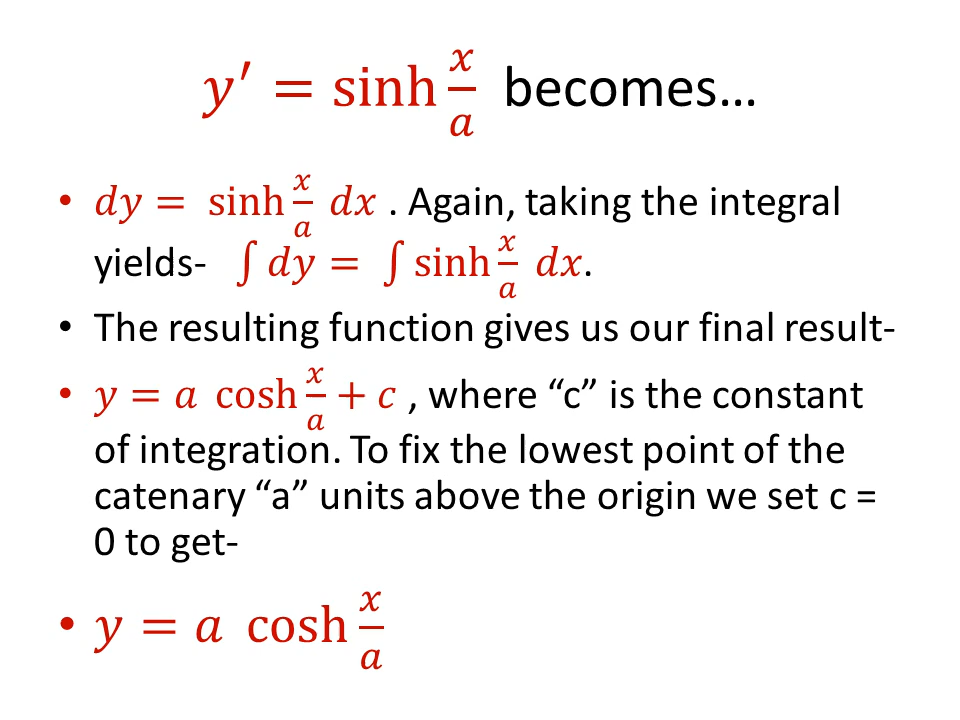 y′ = sinh x/a becomes…
• dy = sinh x/a dx . Again, taking the integral
yields- ∫ dy = ∫ sinh x/a dx.
• The resulting function gives us our final result-
• y = a cosh x/a + c , where “c” is the constant
of integration. To fix the lowest point of the
catenary “a” units above the origin we set c =
0 to get-
• y = a cosh x/a